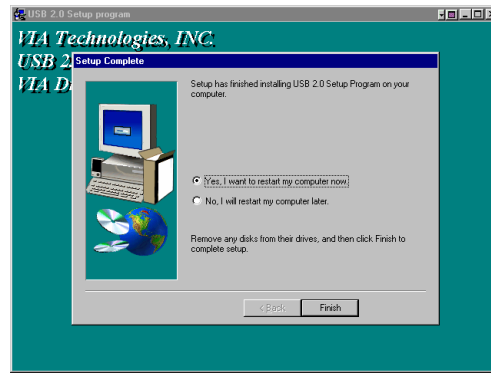 USB 2.0 Setup program
VIA Technologies, INC.
USB 2.
Setup Complete
VIA D
Setup has finished installing USB 2.0 Setup Program on your
computer.
Yes, I want to restart my computer now.
No, I will restart my computer later.
Remove any disks from their drives, and then click Finish to
complete setup.
< Back
Finish